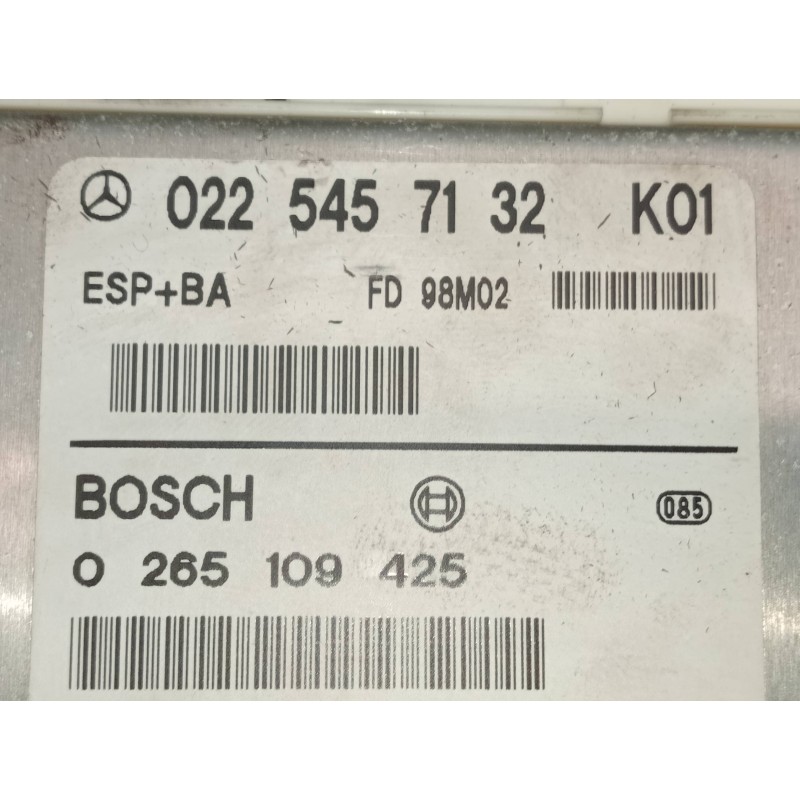 022 545 71 32 K01
ESP+BA FD 98M02
BOSCH 085
0 265 109 425